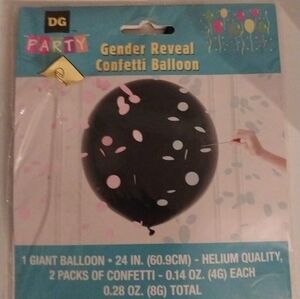 DG
PARTY
Gender Reveal
Confetti Balloon
1 GIANT BALLOON • 24 IN. (60.9CM) - HELIUM QUALITY,
2 PACKS OF CONFETTI - 0.14 OZ. (4G) EACH
0.28 OZ. (8G) TOTAL